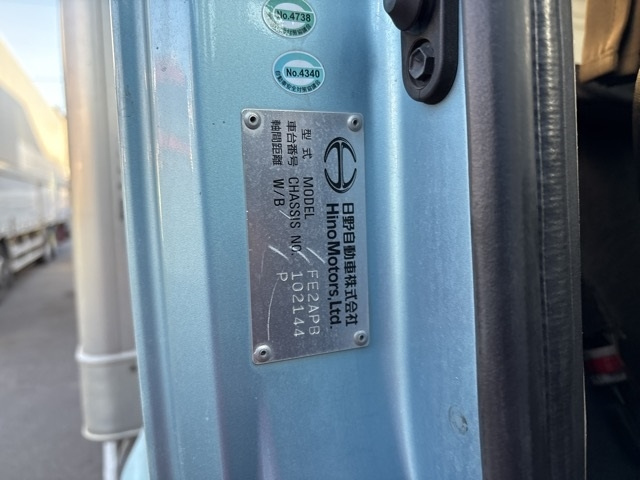 No.4738
No.4340
日野自動車株式会社
Hino Motors, Ltd.
型式 MODEL FE2APB
車台番号 CHASSIS NO. 102144
軸間距離 W/B P